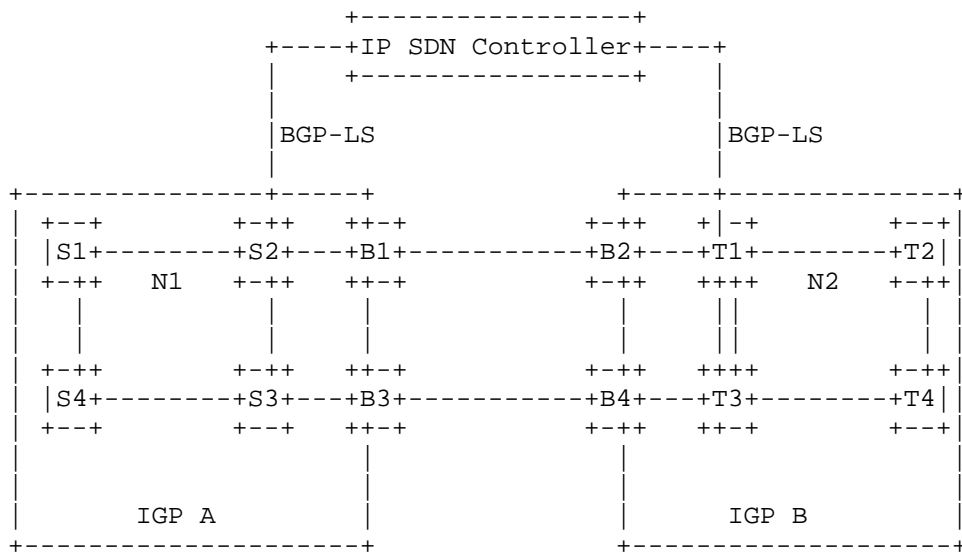 IP SDN Controller
BGP-LS BGP-LS
S1 S2 B1 B2 T1 T2
N1 N2
S4 S3 B3 B4 T3 T4
IGP A IGP B